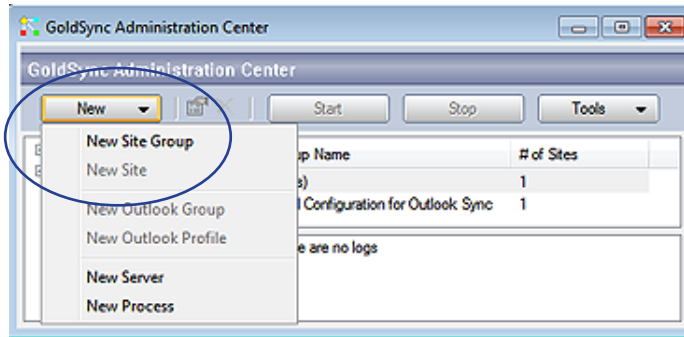 GoldSync Administration Center
GoldSync Administration Center
New Start Stop Tools
New Site Group
New Site
New Outlook Group
New Outlook Profile
New Server
New Process
up Name # of Sites
s) 1
l Configuration for Outlook Sync 1
e are no logs